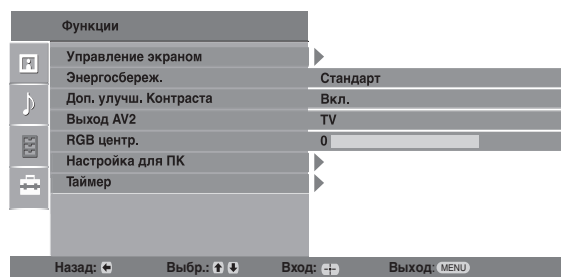 Функции
Управление экраном
Энергосбереж. Стандарт
Доп. улучш. Контраста Вкл.
Выход AV2 TV
RGB центр. 0
Настройка для ПК
Таймер
Назад: Выбр.: Вход: Выход: MENU